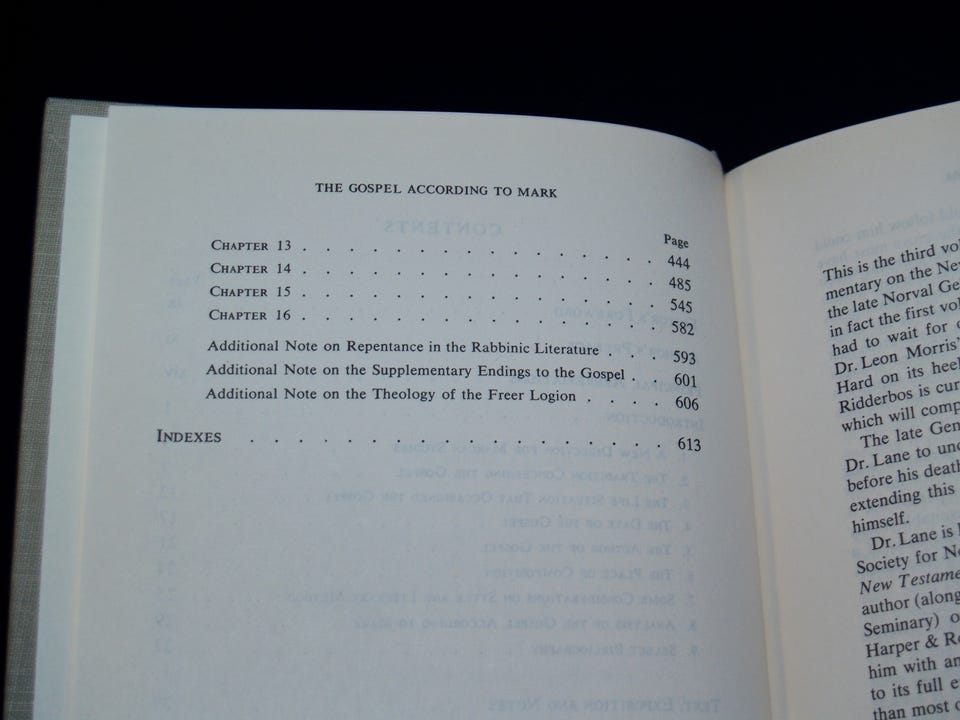 THE GOSPEL ACCORDING TO MARK
Page
CHAPTER 13 . . . . . . . . . . . . . . . . 444
CHAPTER 14 . . . . . . . . . . . . . . . . 485
CHAPTER 15 . . . . . . . . . . . . . . . . 545
CHAPTER 16 . . . . . . . . . . . . . . . . 582
Additional Note on Repentance in the Rabbinic Literature . . . 593
Additional Note on the Supplementary Endings to the Gospel . . 601
Additional Note on the Theology of the Freer Logion . . . . 606
INDEXES . . . . . . . . . . . . . . . . . . 613
This is the third vol
mentary on the Ne
the late Norval Ge
in fact the first vol
had to wait for
Dr. Leon Morris'
Hard on its heel
Ridderbos is cur
which will comp
The late Gen
Dr. Lane to un
before his death
extending this
himself.
Dr. Lane is
Society for Ne
New Testame
author (along
Seminary) o
Harper & Ro
him with an
to its full e
than most o